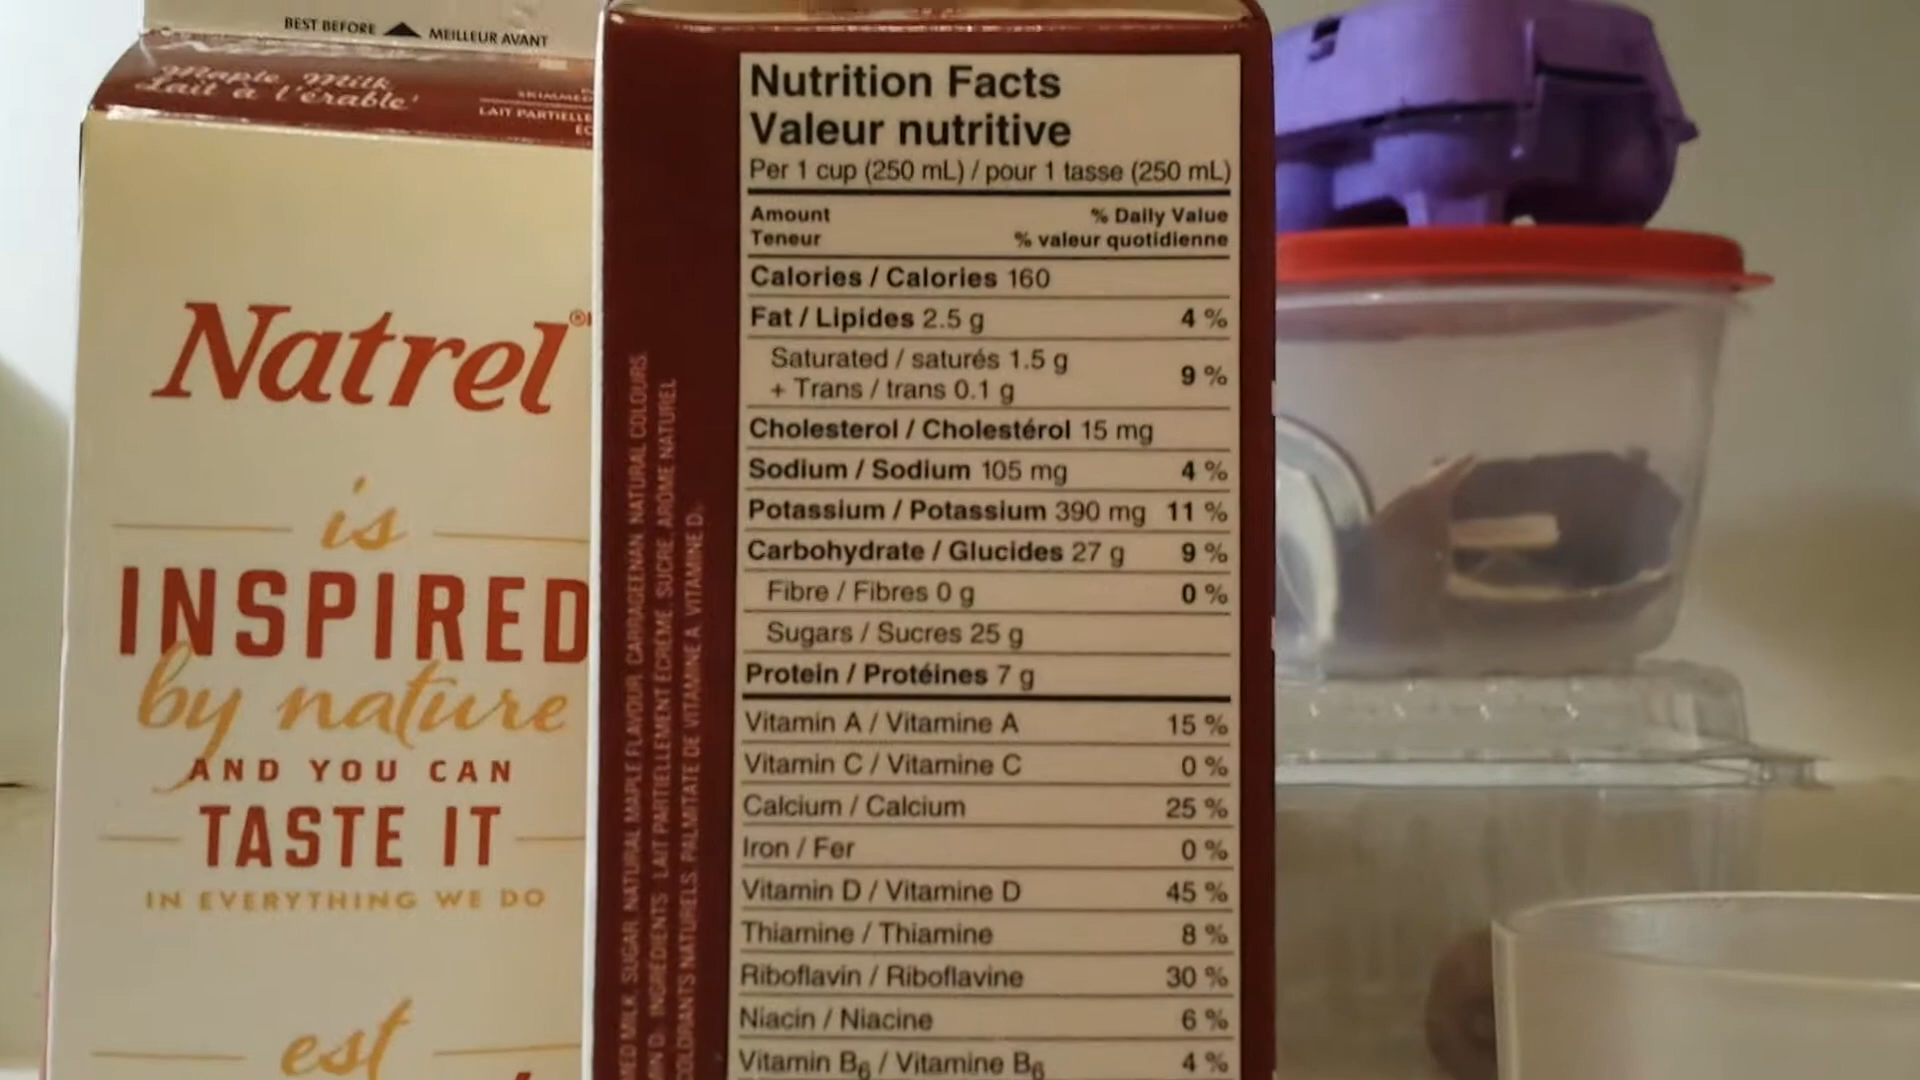 BEST BEFORE ▲ MEILLEUR AVANT
Maple Milk
Lait à l'érable
SKIMMED
LAIT PARTIELLE
ÉC
Natrel
is
INSPIRED
by nature
AND YOU CAN
TASTE IT
IN EVERYTHING WE DO
est
MILK, SUGAR, NATURAL MAPLE FLAVOUR, CARRAGEENAN, NATURAL COLOURS,
D. INGRÉDIENTS: LAIT PARTIELLEMENT ÉCRÉMÉ, SUCRE, ARÔME NATUREL
COLORANTS NATURELS, PALMITATE DE VITAMINE A, VITAMINE D.
Nutrition Facts
Valeur nutritive
Per 1 cup (250 mL) / pour 1 tasse (250 mL)
Amount % Daily Value
Teneur % valeur quotidienne
Calories / Calories 160
Fat / Lipides 2.5 g 4 %
Saturated / saturés 1.5 g
+ Trans / trans 0.1 g 9 %
Cholesterol / Cholestérol 15 mg
Sodium / Sodium 105 mg 4 %
Potassium / Potassium 390 mg 11 %
Carbohydrate / Glucides 27 g 9 %
Fibre / Fibres 0 g 0 %
Sugars / Sucres 25 g
Protein / Protéines 7 g
Vitamin A / Vitamine A 15 %
Vitamin C / Vitamine C 0 %
Calcium / Calcium 25 %
Iron / Fer 0 %
Vitamin D / Vitamine D 45 %
Thiamine / Thiamine 8 %
Riboflavin / Riboflavine 30 %
Niacin / Niacine 6 %
Vitamin B6 / Vitamine B6 4 %